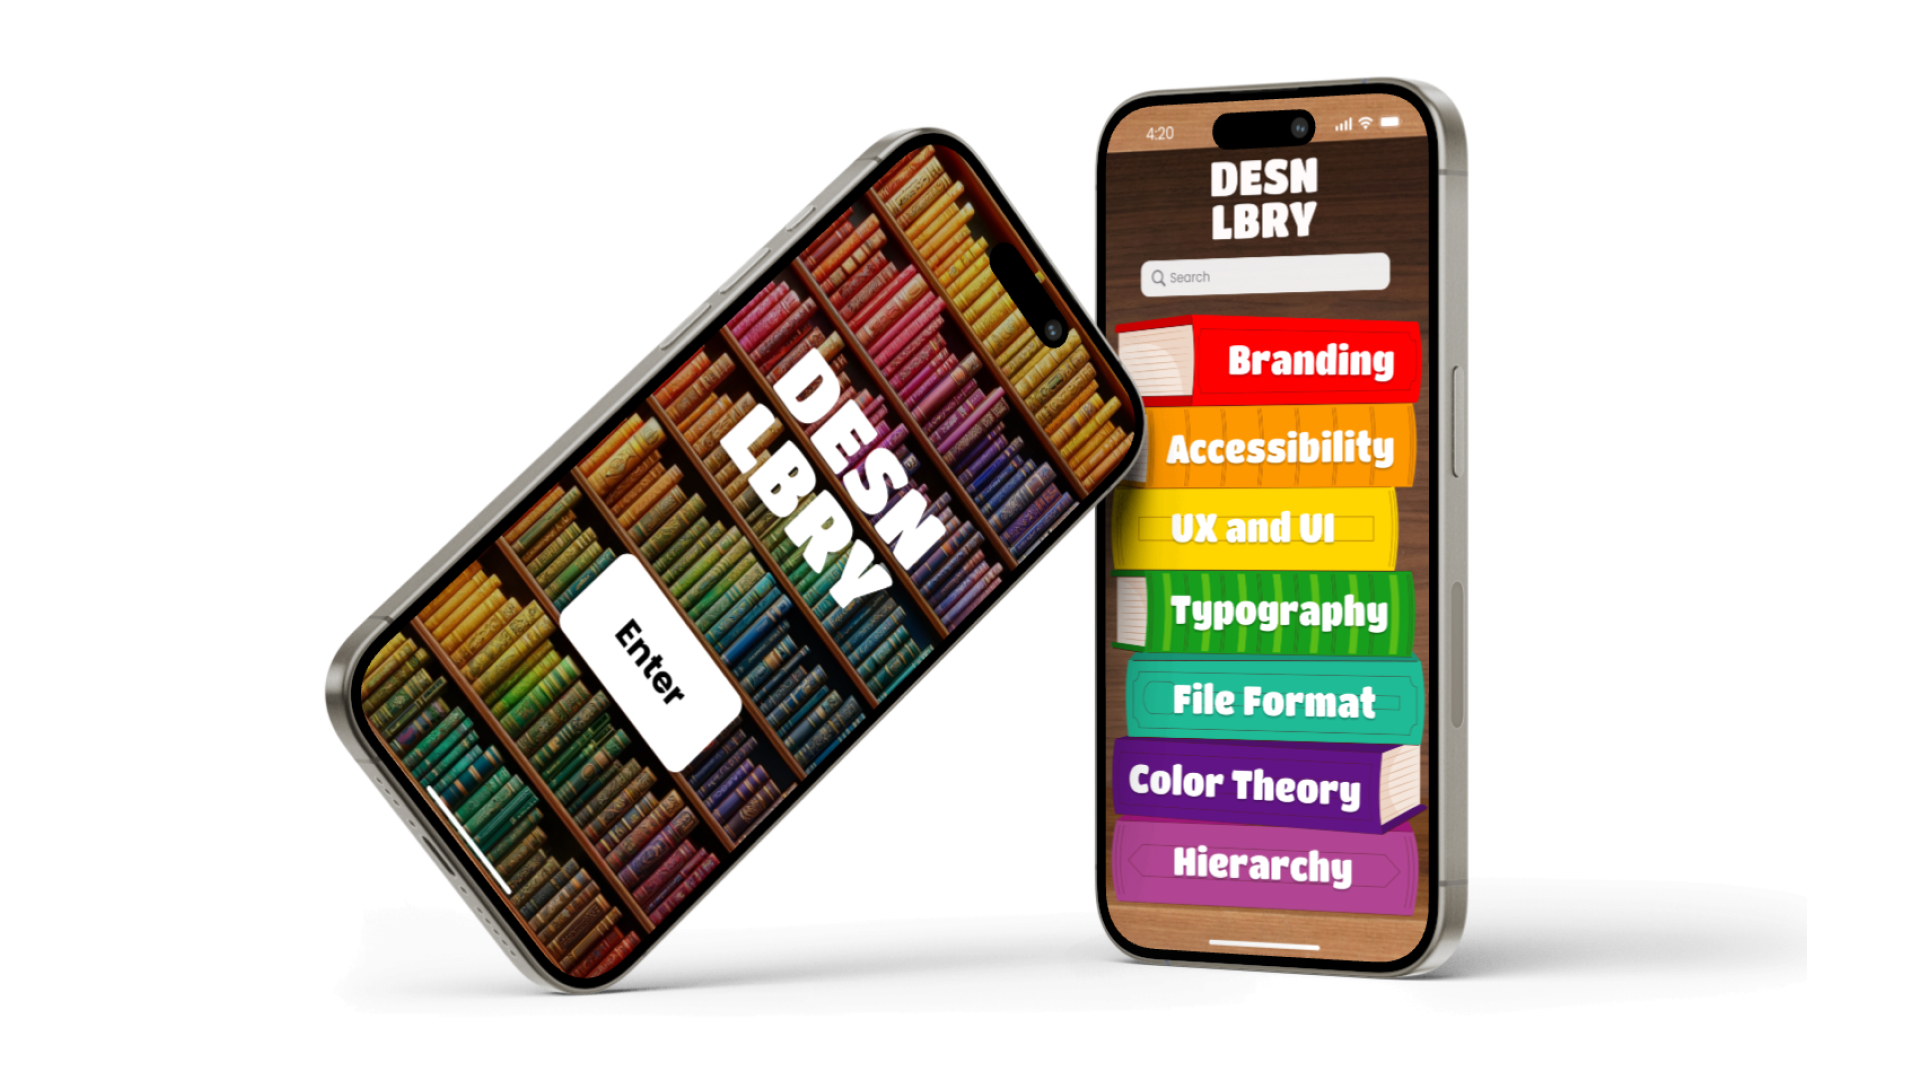 DESN
LBRY
Enter
4:20
DESN
LBRY
Search
Branding
Accessibility
UX and UI
Typography
File Format
Color Theory
Hierarchy